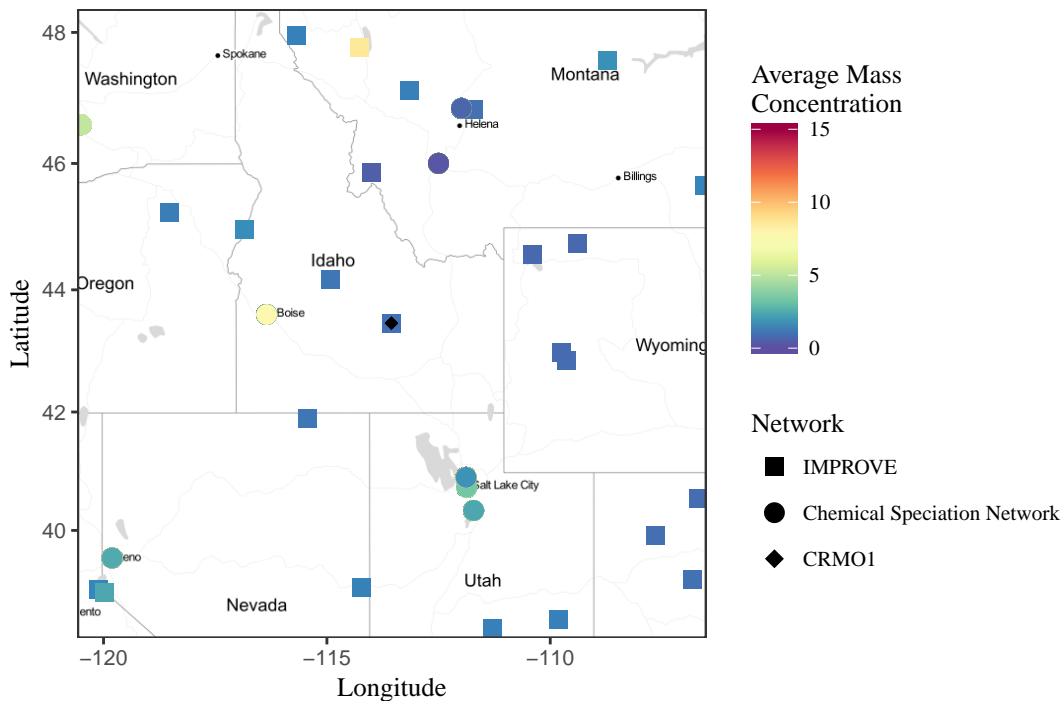 48
46
44
42
40
Latitude
−120
−115
−110
Longitude
Spokane
Washington
Montana
Helena
Billings
Idaho
Oregon
Boise
Wyoming
Salt Lake City
eno
Utah
Nevada
ento
Average Mass
Concentration
15
10
5
0
Network
IMPROVE
Chemical Speciation Network
CRMO1